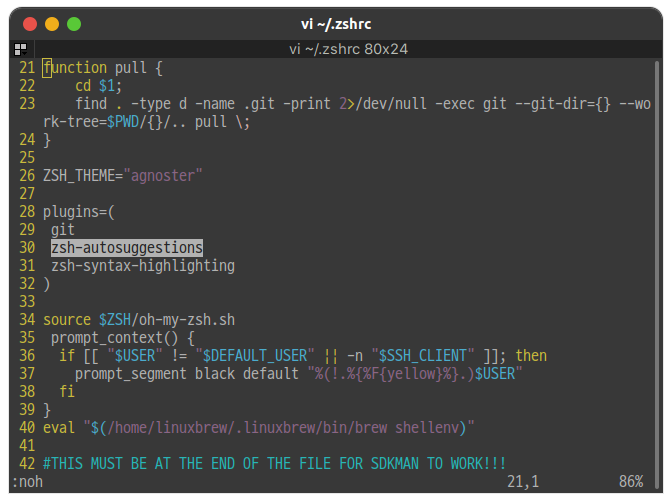 vi ~/.zshrc
vi ~/.zshrc 80x24
21 function pull {
22     cd $1;
23     find . -type d -name .git -print 2>/dev/null -exec git --git-dir={} --wo
rk-tree=$PWD/{}/.. pull \;
24 }
25
26 ZSH_THEME="agnoster"
27
28 plugins=(
29  git
30  zsh-autosuggestions
31  zsh-syntax-highlighting
32 )
33
34 source $ZSH/oh-my-zsh.sh
35  prompt_context() {
36   if [[ "$USER" != "$DEFAULT_USER" || -n "$SSH_CLIENT" ]]; then
37     prompt_segment black default "%(!.%{%F{yellow}%}.)$USER"
38   fi
39 }
40 eval "$(/home/linuxbrew/.linuxbrew/bin/brew shellenv)"
41
42 #THIS MUST BE AT THE END OF THE FILE FOR SDKMAN TO WORK!!!
:noh 21,1 86%